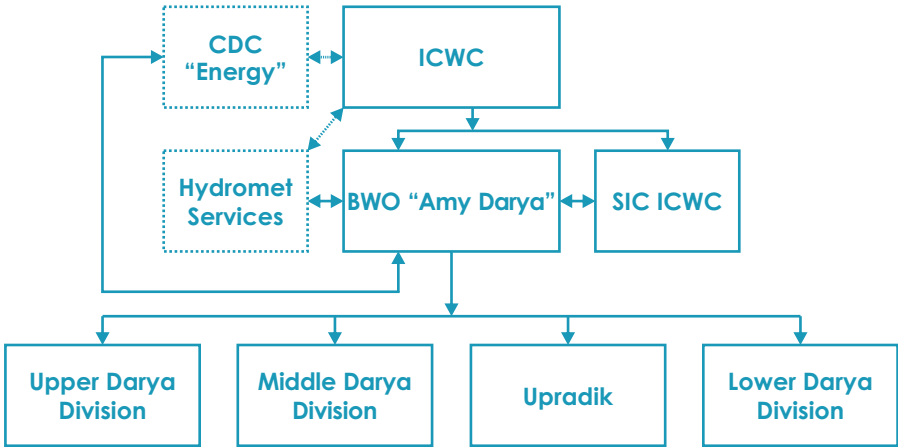 CDC
“Energy”
ICWC
Hydromet
Services
BWO “Amy Darya”
SIC ICWC
Upper Darya
Division
Middle Darya
Division
Upradik
Lower Darya
Division